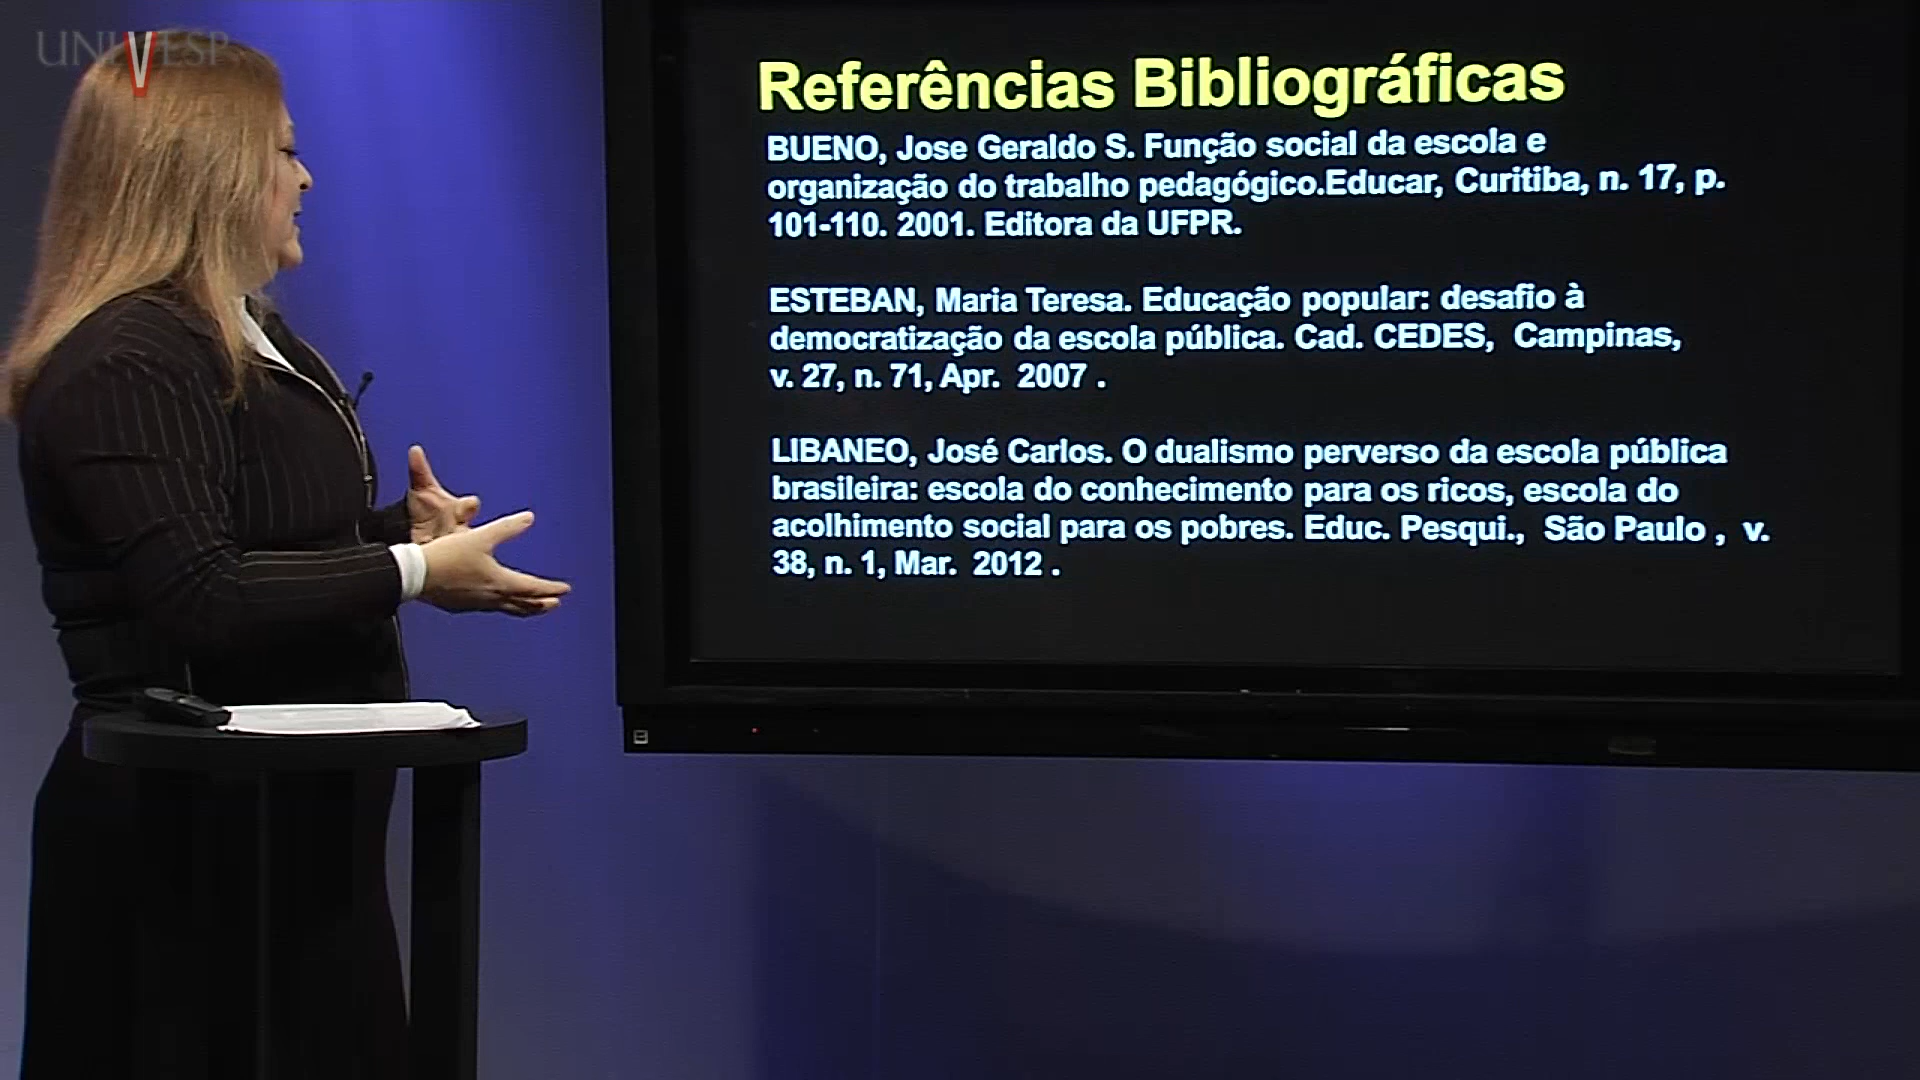 UNIVESP
Referências Bibliográficas
BUENO, Jose Geraldo S. Função social da escola e
organização do trabalho pedagógico.Educar, Curitiba, n. 17, p.
101-110. 2001. Editora da UFPR.
ESTEBAN, Maria Teresa. Educação popular: desafio à
democratização da escola pública. Cad. CEDES,  Campinas,
v. 27, n. 71, Apr.  2007 .
LIBANEO, José Carlos. O dualismo perverso da escola pública
brasileira: escola do conhecimento para os ricos, escola do
acolhimento social para os pobres. Educ. Pesqui.,  São Paulo ,  v.
38, n. 1, Mar.  2012 .